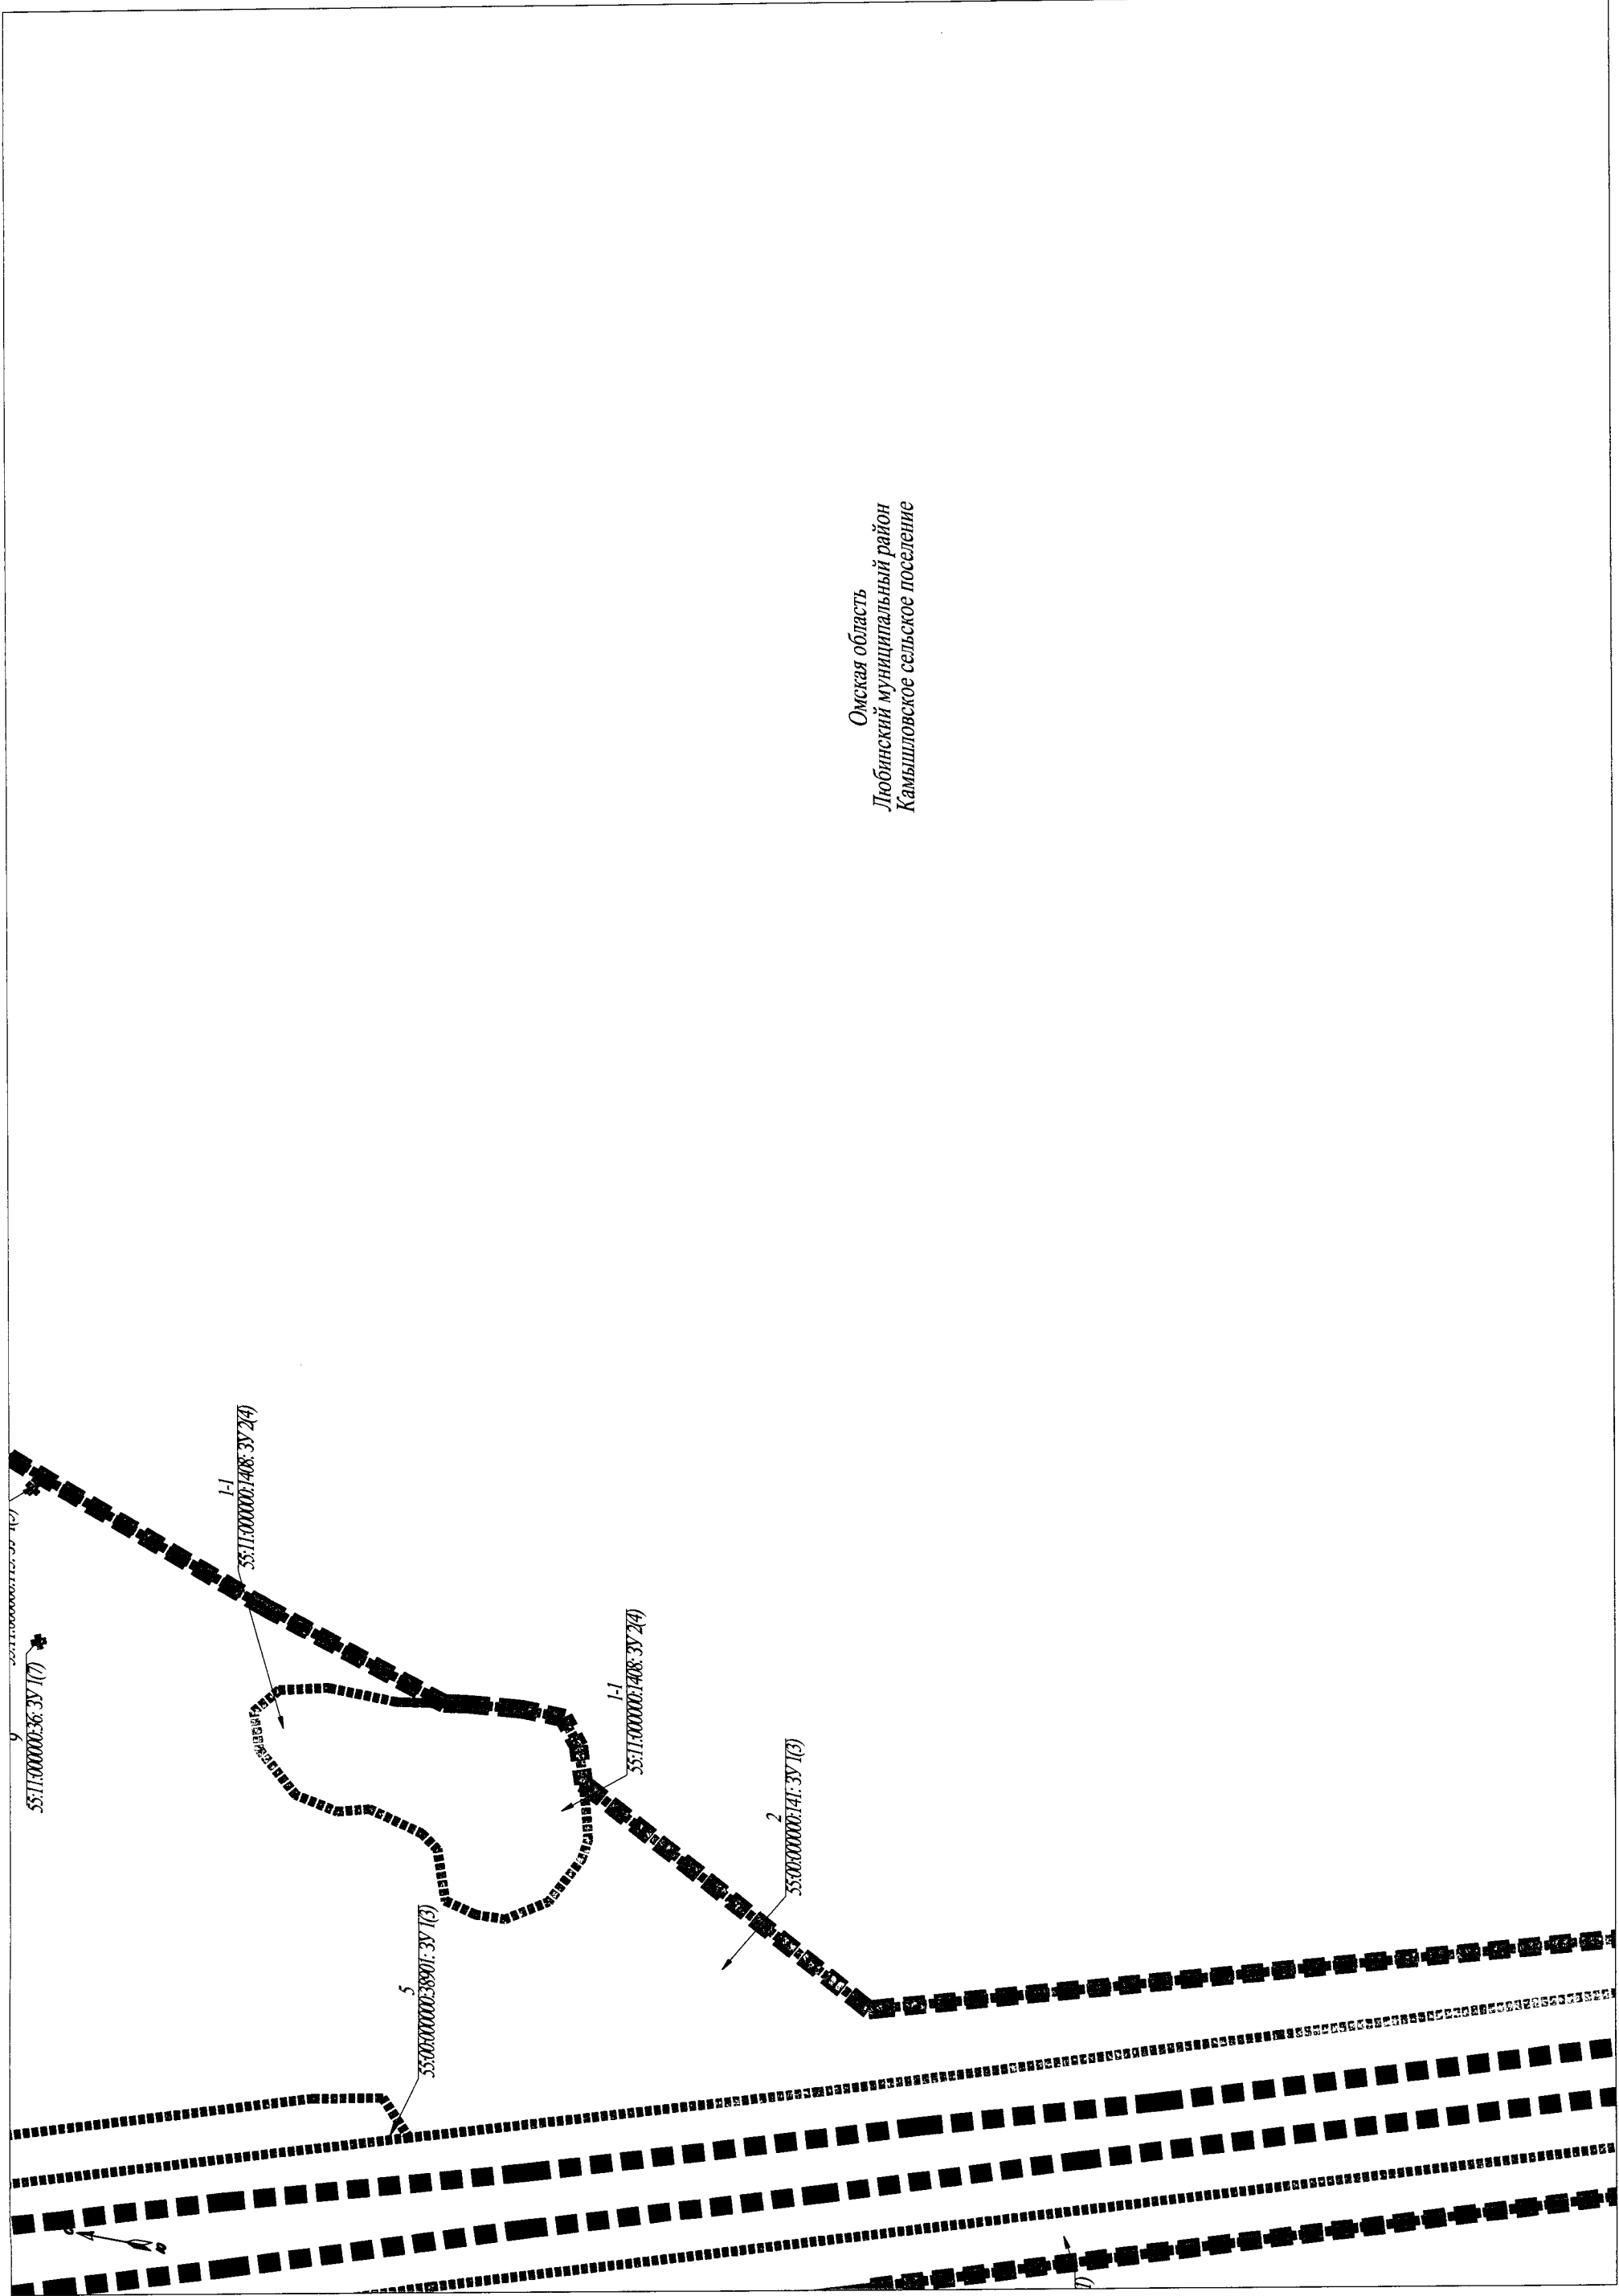 9
55:11:000000:36: ЗУ 1(7)
1-1
55:11:000000:1408: ЗУ 2(4)
5
55:00:000000:38901: ЗУ 1(3)
1-1
55:11:000000:1408: ЗУ 2(4)
2
55:00:000000:141: ЗУ 1(3)
Омская область
Любинский муниципальный район
Камышловское сельское поселение